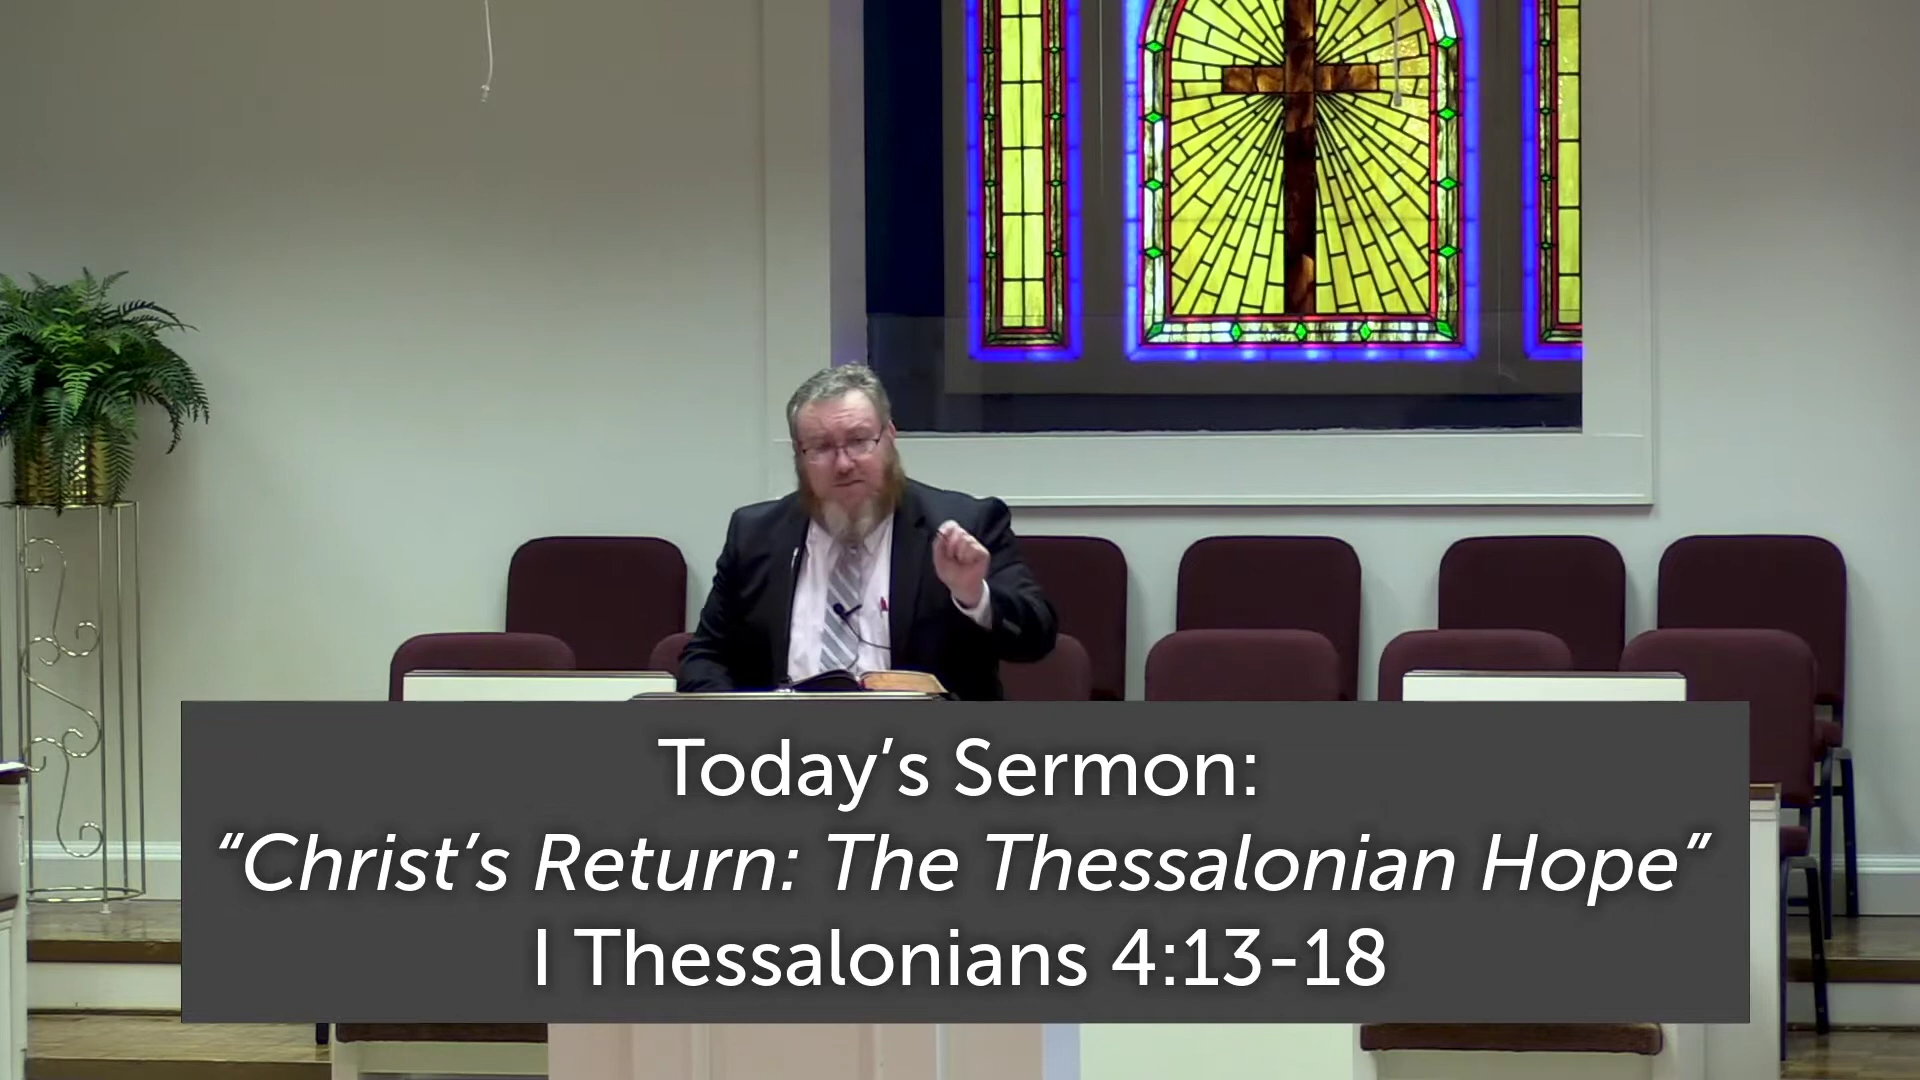 Today’s Sermon:
“Christ’s Return: The Thessalonian Hope”
I Thessalonians 4:13-18